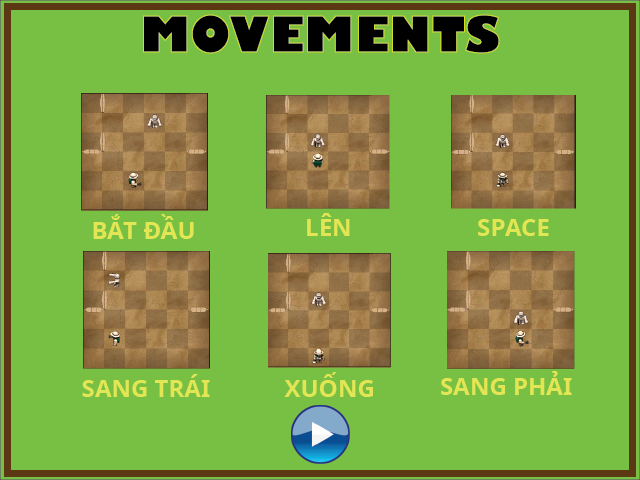 MOVEMENTS
BẮT ĐẦU
LÊN
SPACE
SANG TRÁI
XUỐNG
SANG PHẢI